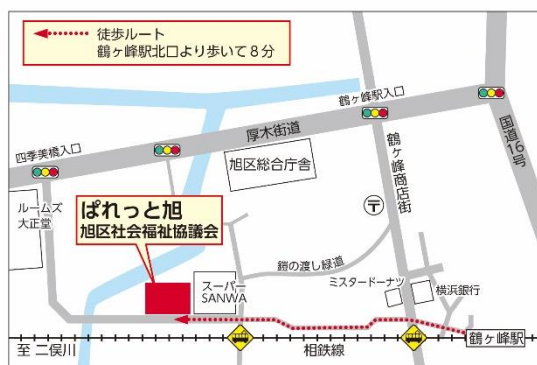 徒歩ルート
鶴ヶ峰駅北口より歩いて8分
鶴ヶ峰駅入口
厚木街道
四季美橋入口
国道16号
旭区総合庁舎
鶴ヶ峰商店街
ルームズ
大正堂
ぱれっと旭
旭区社会福祉協議会
〒
スーパー
SANWA
鎧の渡し緑道
ミスタードーナツ
横浜銀行
鶴ヶ峰駅
至 二俣川
相鉄線